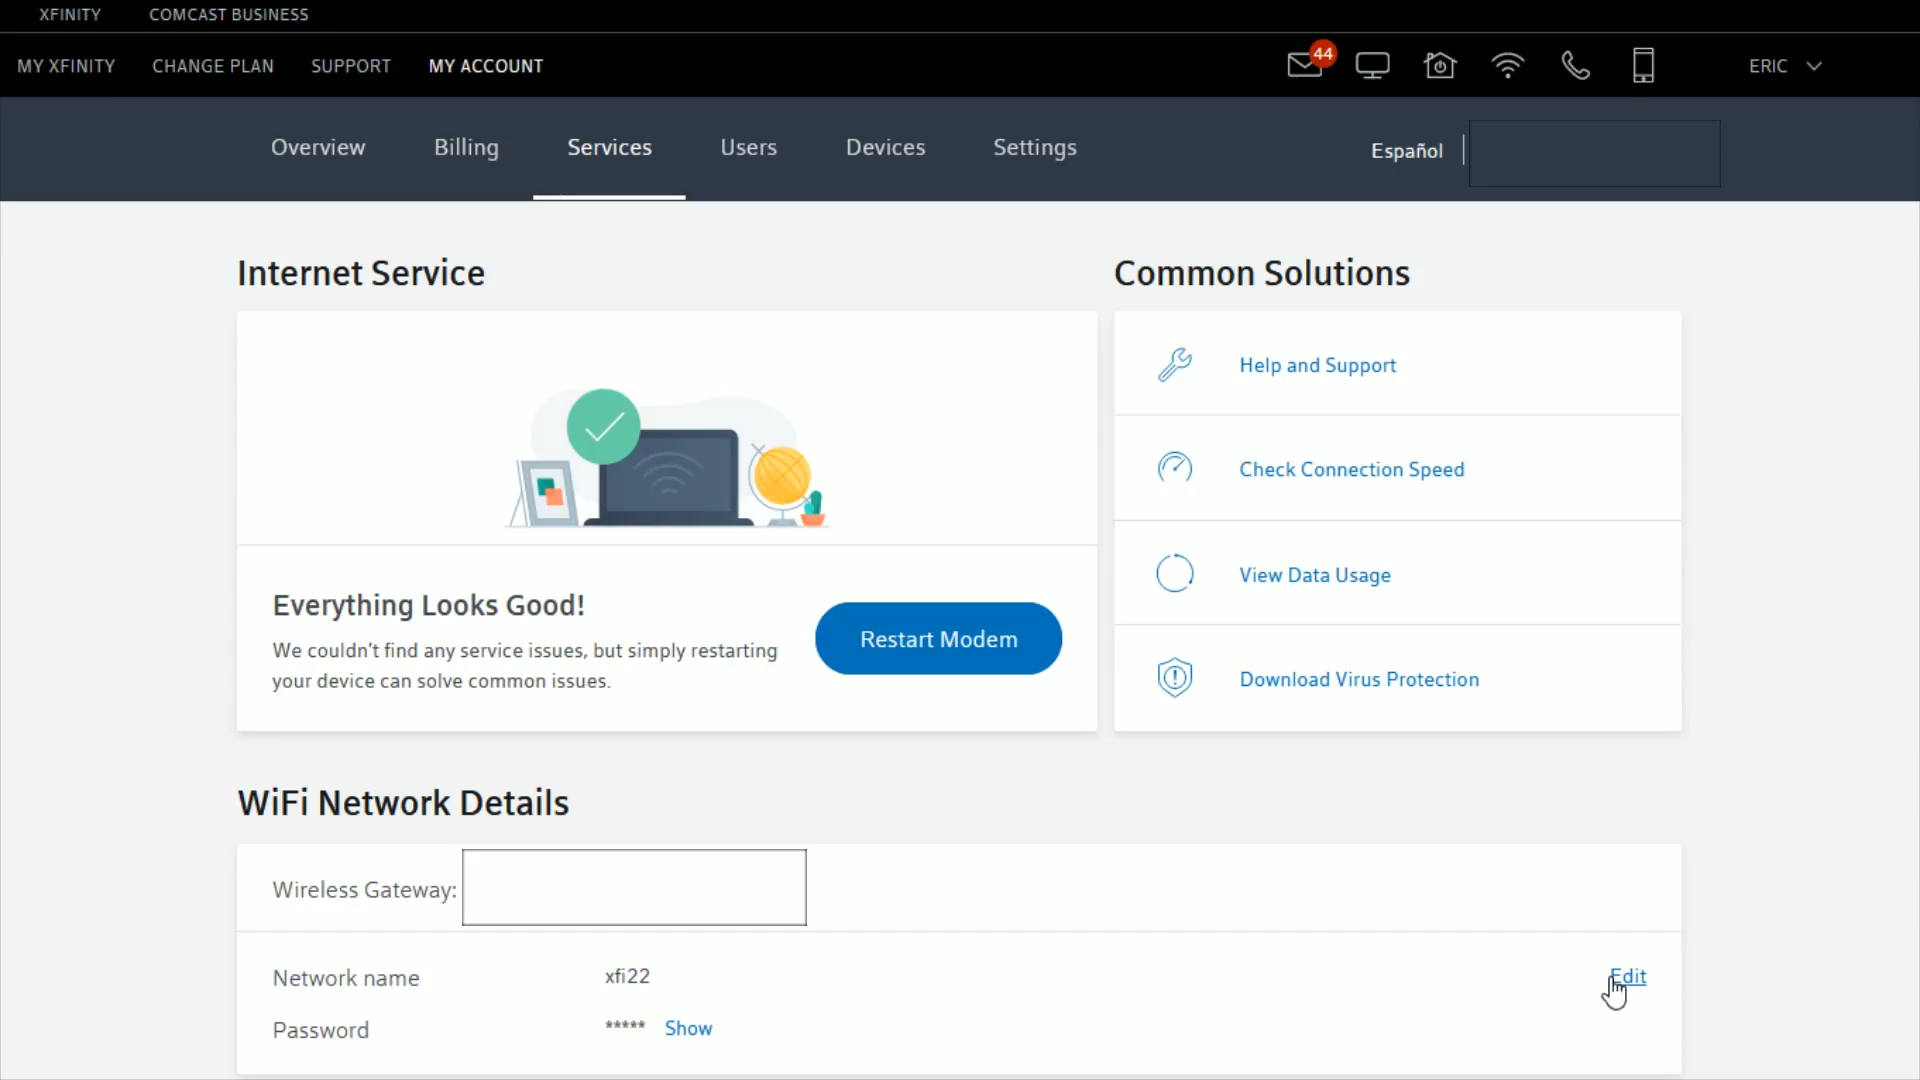 XFINITY COMCAST BUSINESS
MY XFINITY CHANGE PLAN SUPPORT MY ACCOUNT 44 ERIC
Overview Billing Services Users Devices Settings Español
Internet Service
Everything Looks Good!
We couldn't find any service issues, but simply restarting
your device can solve common issues.
Restart Modem
Common Solutions
Help and Support
Check Connection Speed
View Data Usage
Download Virus Protection
WiFi Network Details
Wireless Gateway:
Network name xfi22 Edit
Password ***** Show